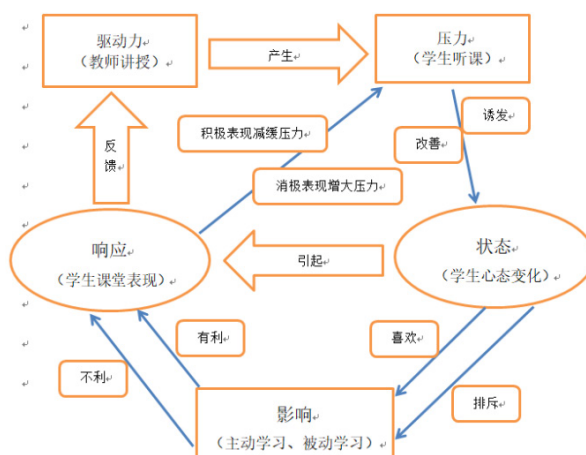 驱动力
（教师讲授）
产生
压力
（学生听课）
诱发
改善
积极表现减缓压力
消极表现增大压力
反
馈
响应
（学生课堂表现）
引起
状态
（学生心态变化）
有利
喜欢
不利
排斥
影响
（主动学习、被动学习）